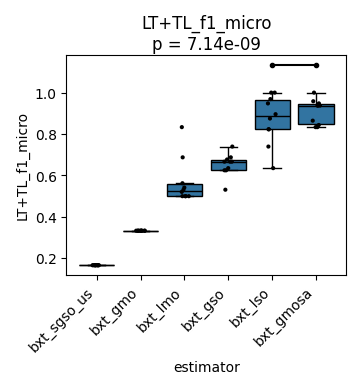 LT+TL_f1_micro
p = 7.14e-09
LT+TL_f1_micro
1.0
0.8
0.6
0.4
0.2
bxt_sgso_us
bxt_gmo
bxt_lmo
bxt_gso
bxt_lso
bxt_gmosa
estimator